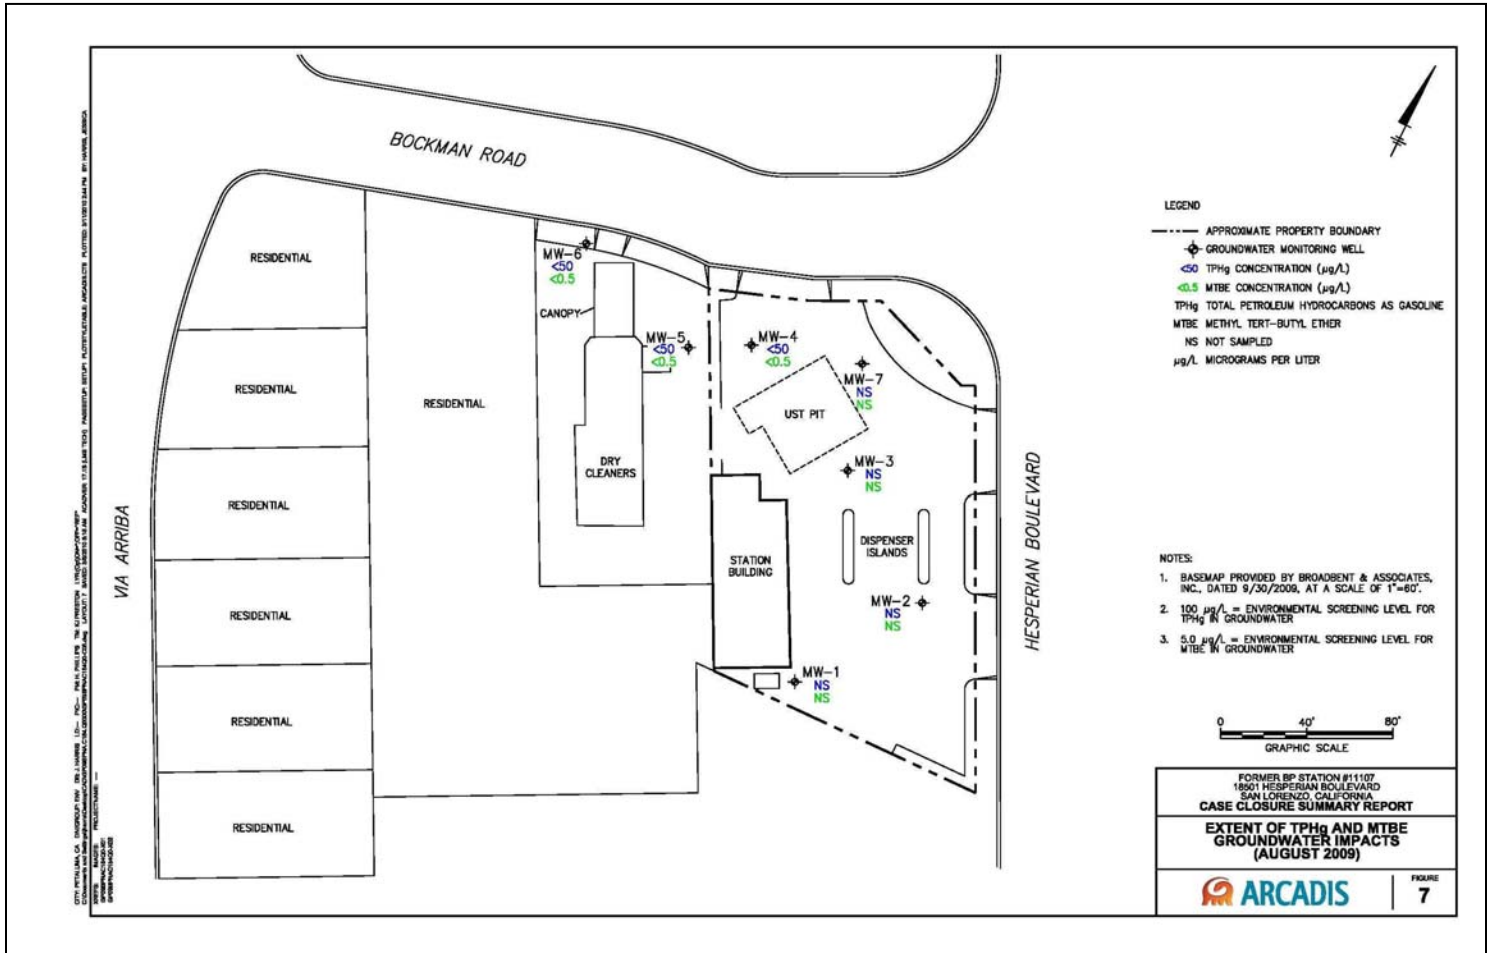 BOCKMAN ROAD
RESIDENTIAL
MW-6
<50
<0.5
CANOPY
MW-5
<50
<0.5
MW-4
<50
<0.5
MW-7
NS
NS
RESIDENTIAL
RESIDENTIAL
UST PIT
DRY
CLEANERS
MW-3
NS
NS
RESIDENTIAL
VIA ARRIBA
HESPERIAN BOULEVARD
DISPENSER
ISLANDS
STATION
BUILDING
MW-2
NS
NS
RESIDENTIAL
MW-1
NS
NS
RESIDENTIAL
RESIDENTIAL
LEGEND
APPROXIMATE PROPERTY BOUNDARY
GROUNDWATER MONITORING WELL
<50 TPHg CONCENTRATION (µg/L)
<0.5 MTBE CONCENTRATION (µg/L)
TPHg TOTAL PETROLEUM HYDROCARBONS AS GASOLINE
MTBE METHYL TERT-BUTYL ETHER
NS NOT SAMPLED
µg/L MICROGRAMS PER LITER
NOTES:
1. BASEMAP PROVIDED BY BROADBENT & ASSOCIATES,
INC., DATED 9/30/2009, AT A SCALE OF 1"=60'.
2. 100 µg/L = ENVIRONMENTAL SCREENING LEVEL FOR
TPHg IN GROUNDWATER
3. 5.0 µg/L = ENVIRONMENTAL SCREENING LEVEL FOR
MTBE IN GROUNDWATER
0 40' 80'
GRAPHIC SCALE
FORMER BP STATION #11107
18501 HESPERIAN BOULEVARD
SAN LORENZO, CALIFORNIA
CASE CLOSURE SUMMARY REPORT
EXTENT OF TPHg AND MTBE
GROUNDWATER IMPACTS
(AUGUST 2009)
ARCADIS
FIGURE
7